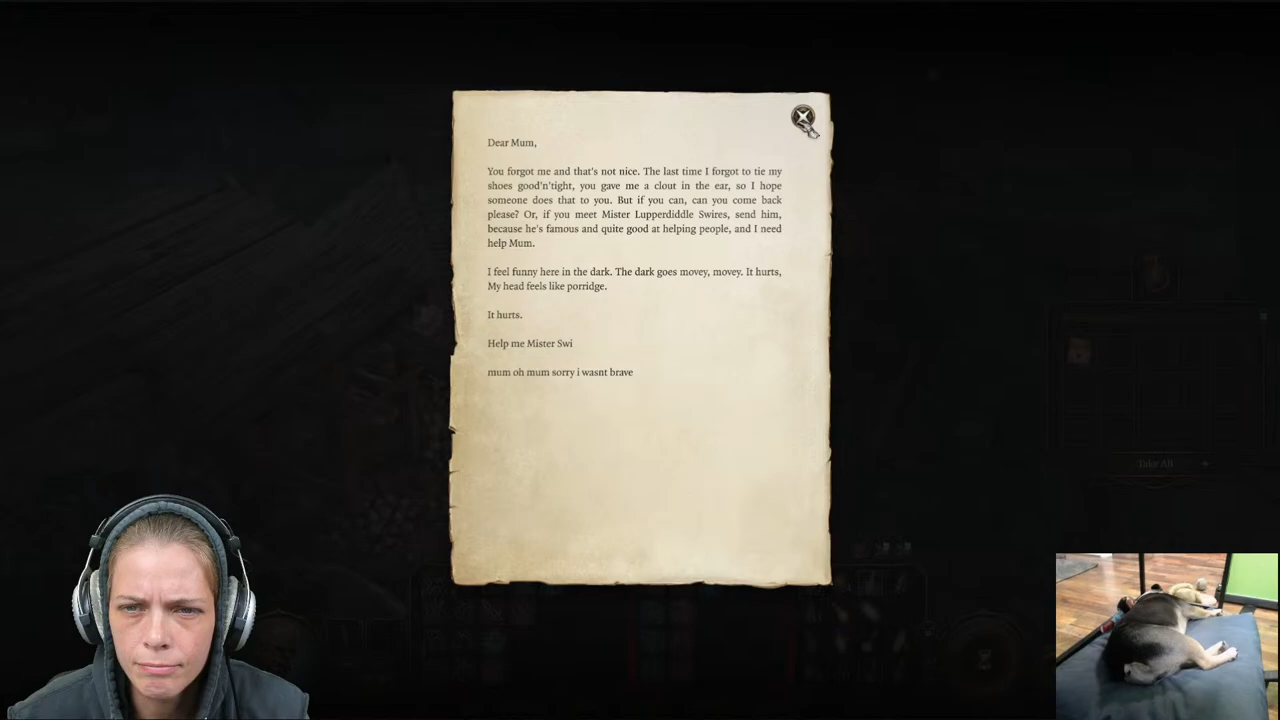 Dear Mum,
You forgot me and that's not nice. The last time I forgot to tie my
shoes good'n'tight, you gave me a clout in the ear, so I hope
someone does that to you. But if you can, can you come back
please? Or, if you meet Mister Lupperdiddle Swires, send him,
because he's famous and quite good at helping people, and I need
help Mum.
I feel funny here in the dark. The dark goes movey, movey. It hurts,
My head feels like porridge.
It hurts.
Help me Mister Swi
mum oh mum sorry i wasnt brave
Take All